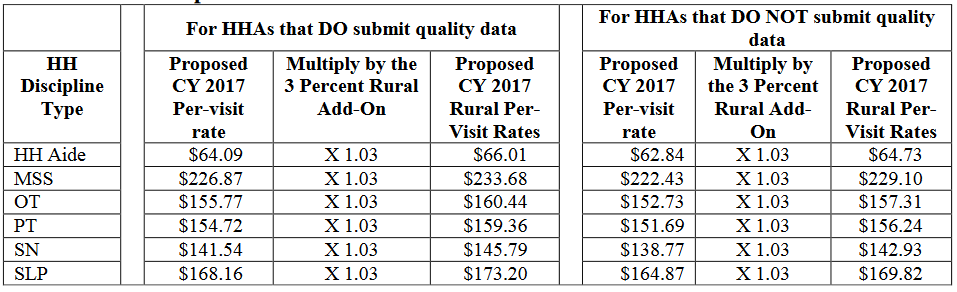 For HHAs that DO submit quality data
For HHAs that DO NOT submit quality
data
HH
Discipline
Type
Proposed
CY 2017
Per-visit
rate
Multiply by the
3 Percent Rural
Add-On
Proposed
CY 2017
Rural Per-
Visit Rates
Proposed
CY 2017
Per-visit
rate
Multiply by
the 3 Percent
Rural Add-
On
Proposed
CY 2017
Rural Per-
Visit Rates
HH Aide $64.09 X 1.03 $66.01 $62.84 X 1.03 $64.73
MSS $226.87 X 1.03 $233.68 $222.43 X 1.03 $229.10
OT $155.77 X 1.03 $160.44 $152.73 X 1.03 $157.31
PT $154.72 X 1.03 $159.36 $151.69 X 1.03 $156.24
SN $141.54 X 1.03 $145.79 $138.77 X 1.03 $142.93
SLP $168.16 X 1.03 $173.20 $164.87 X 1.03 $169.82